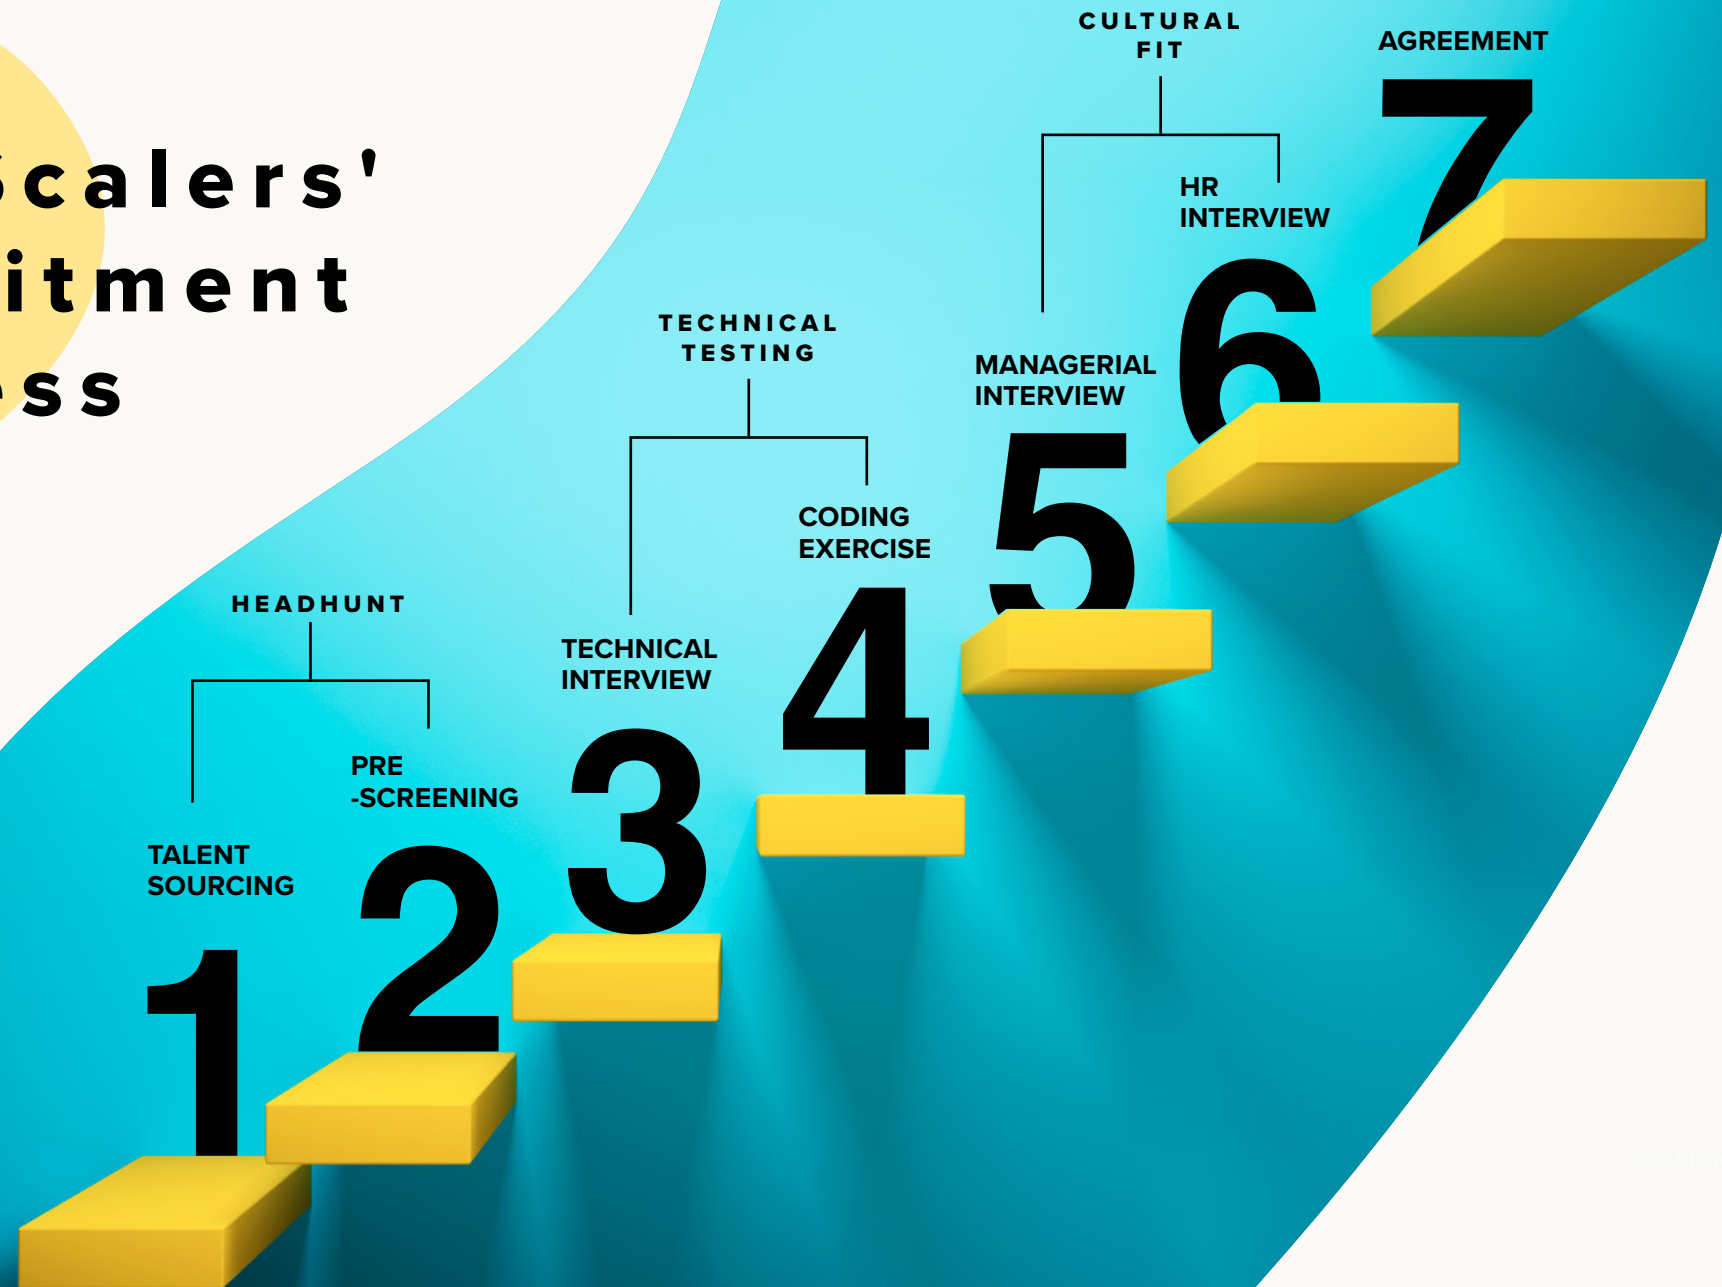 Scalers'
itment
ess
CULTURAL
FIT
AGREEMENT
7
HR
INTERVIEW
6
TECHNICAL
TESTING
MANAGERIAL
INTERVIEW
5
CODING
EXERCISE
4
HEADHUNT
TECHNICAL
INTERVIEW
3
PRE
-SCREENING
2
TALENT
SOURCING
1